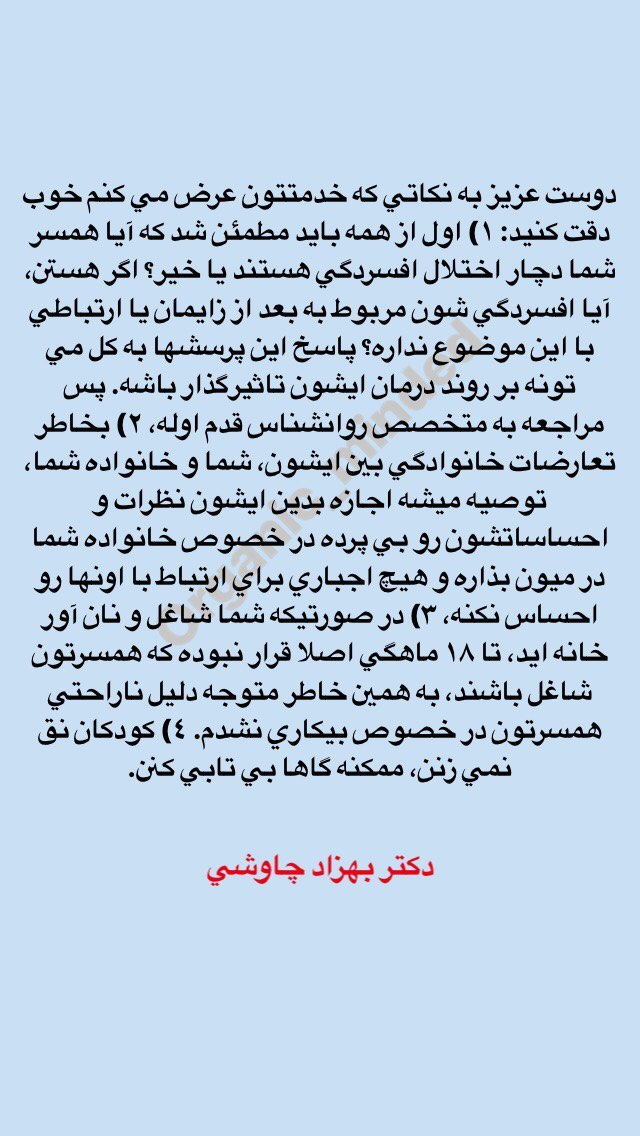 دوست عزيز به نكاتي كه خدمتتون عرض مي كنم خوب
دقت كنيد: ١) اول از همه بايد مطمئن شد كه آيا همسر
شما دچار اختلال افسردگي هستند يا خير؟ اگر هستن،
آيا افسردگي شون مربوط به بعد از زايمان يا ارتباطي
با اين موضوع نداره؟ پاسخ اين پرسشها به كل مي
تونه بر روند درمان ايشون تاثيرگذار باشه. پس
مراجعه به متخصص روانشناس قدم اوله، ٢) بخاطر
تعارضات خانوادگي بين ايشون، شما و خانواده شما،
توصيه ميشه اجازه بدين ايشون نظرات و
احساساتشون رو بي پرده در خصوص خانواده شما
در ميون بذاره و هيچ اجباري براي ارتباط با اونها رو
احساس نكنه، ٣) در صورتيكه شما شاغل و نان آور
خانه ايد، تا ١٨ ماهگي اصلا قرار نبوده كه همسرتون
شاغل باشند، به همين خاطر متوجه دليل ناراحتي
همسرتون در خصوص بيكاري نشدم. ٤) كودكان نق
نمي زنن، ممكنه گاها بي تابي كنن.
دكتر بهزاد چاوشي
Organic_minded